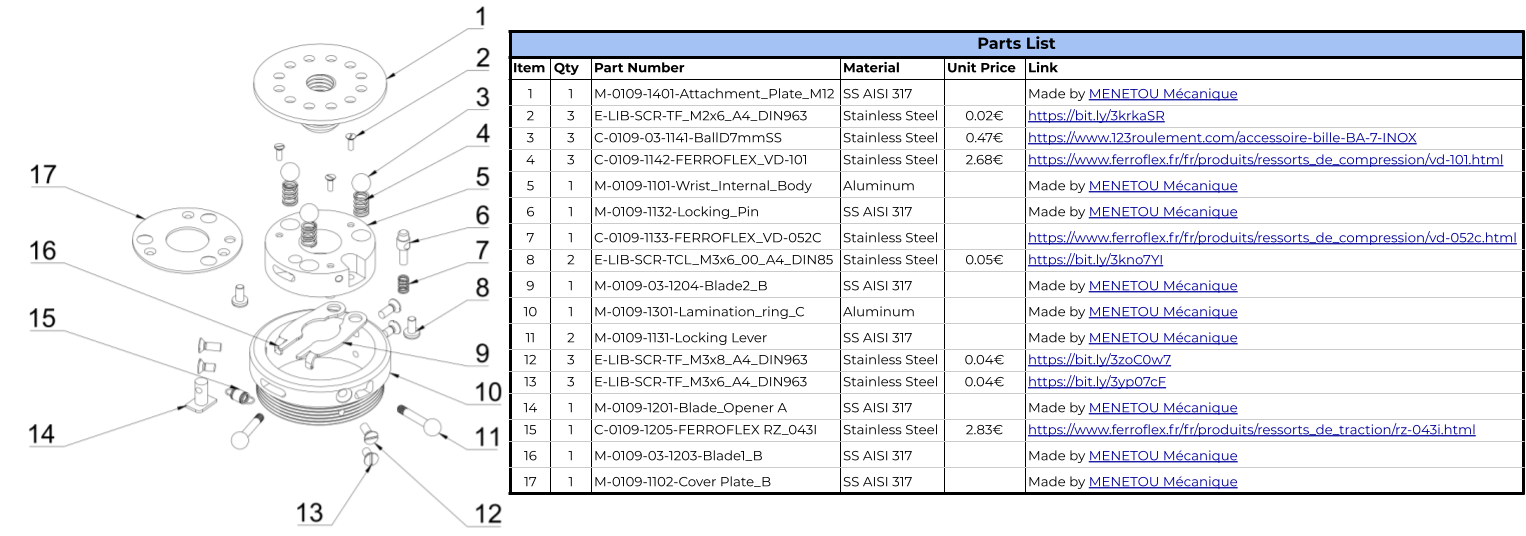 1
2
3
4
5
6
7
8
9
10
11
12
13
14
15
16
17
Parts List
Item Qty Part Number Material Unit Price Link
1 1 M-0109-1401-Attachment_Plate_M12 SS AISI 317 Made by MENETOU Mécanique
2 3 E-LIB-SCR-TF_M2x6_A4_DIN963 Stainless Steel 0.02€ https://bit.ly/3krkaSR
3 3 C-0109-03-1141-BallD7mmSS Stainless Steel 0.47€ https://www.123roulement.com/accessoire-bille-BA-7-INOX
4 3 C-0109-1142-FERROFLEX_VD-101 Stainless Steel 2.68€ https://www.ferroflex.fr/fr/produits/ressorts_de_compression/vd-101.html
5 1 M-0109-1101-Wrist_Internal_Body Aluminum Made by MENETOU Mécanique
6 1 M-0109-1132-Locking_Pin SS AISI 317 Made by MENETOU Mécanique
7 1 C-0109-1133-FERROFLEX_VD-052C Stainless Steel https://www.ferroflex.fr/fr/produits/ressorts_de_compression/vd-052c.html
8 2 E-LIB-SCR-TCL_M3x6_00_A4_DIN85 Stainless Steel 0.05€ https://bit.ly/3kno7YI
9 1 M-0109-03-1204-Blade2_B SS AISI 317 Made by MENETOU Mécanique
10 1 M-0109-1301-Lamination_ring_C Aluminum Made by MENETOU Mécanique
11 2 M-0109-1131-Locking Lever SS AISI 317 Made by MENETOU Mécanique
12 3 E-LIB-SCR-TF_M3x8_A4_DIN963 Stainless Steel 0.04€ https://bit.ly/3zoC0w7
13 3 E-LIB-SCR-TF_M3x6_A4_DIN963 Stainless Steel 0.04€ https://bit.ly/3yp07cF
14 1 M-0109-1201-Blade_Opener A SS AISI 317 Made by MENETOU Mécanique
15 1 C-0109-1205-FERROFLEX RZ_043I Stainless Steel 2.83€ https://www.ferroflex.fr/fr/produits/ressorts_de_traction/rz-043i.html
16 1 M-0109-03-1203-Blade1_B SS AISI 317 Made by MENETOU Mécanique
17 1 M-0109-1102-Cover Plate_B SS AISI 317 Made by MENETOU Mécanique